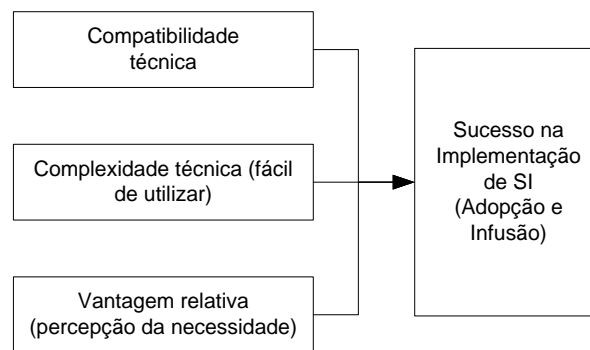 Compatibilidade
técnica
Complexidade técnica (fácil
de utilizar)
Vantagem relativa
(percepção da necessidade)
Sucesso na
Implementação
de SI
(Adopção e
Infusão)